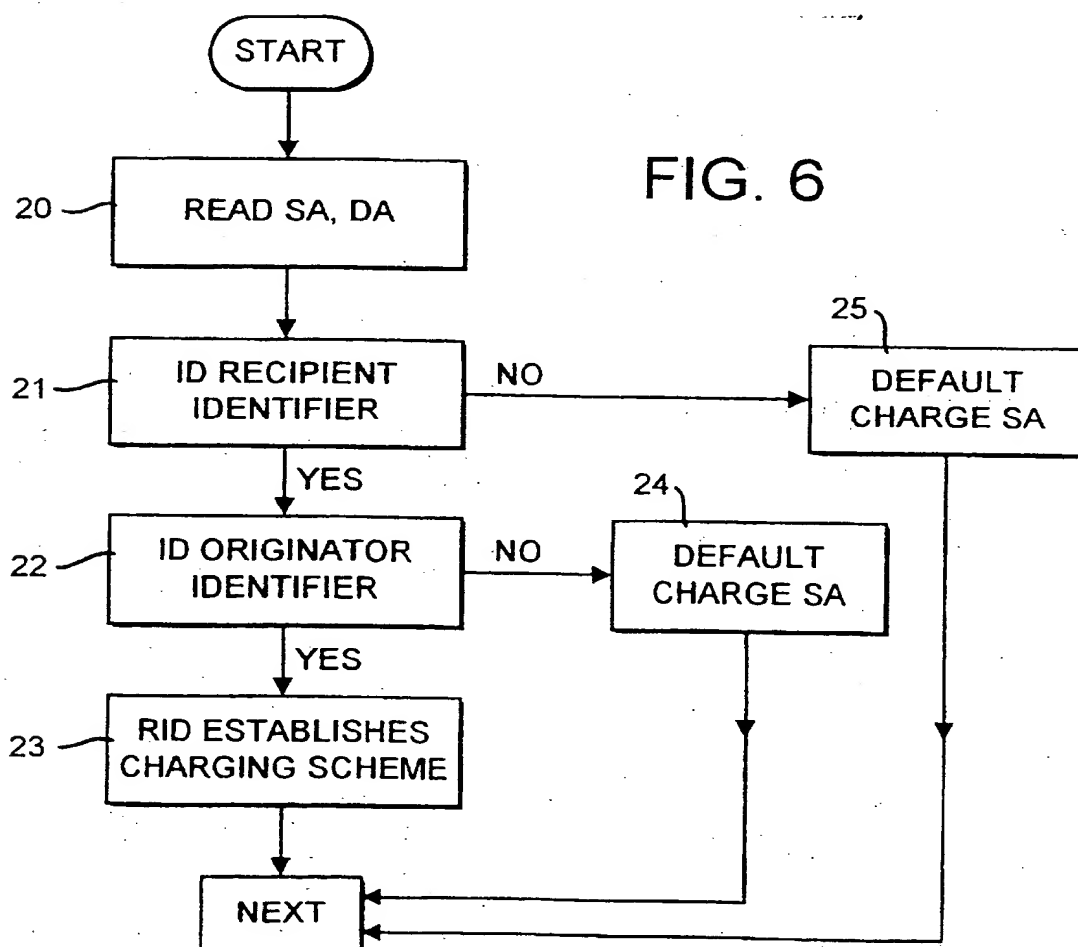 START
FIG. 6
20
READ SA, DA
25
21
ID RECIPIENT
IDENTIFIER
NO
DEFAULT
CHARGE SA
YES
24
22
ID ORIGINATOR
IDENTIFIER
NO
DEFAULT
CHARGE SA
YES
23
RID ESTABLISHES
CHARGING SCHEME
NEXT